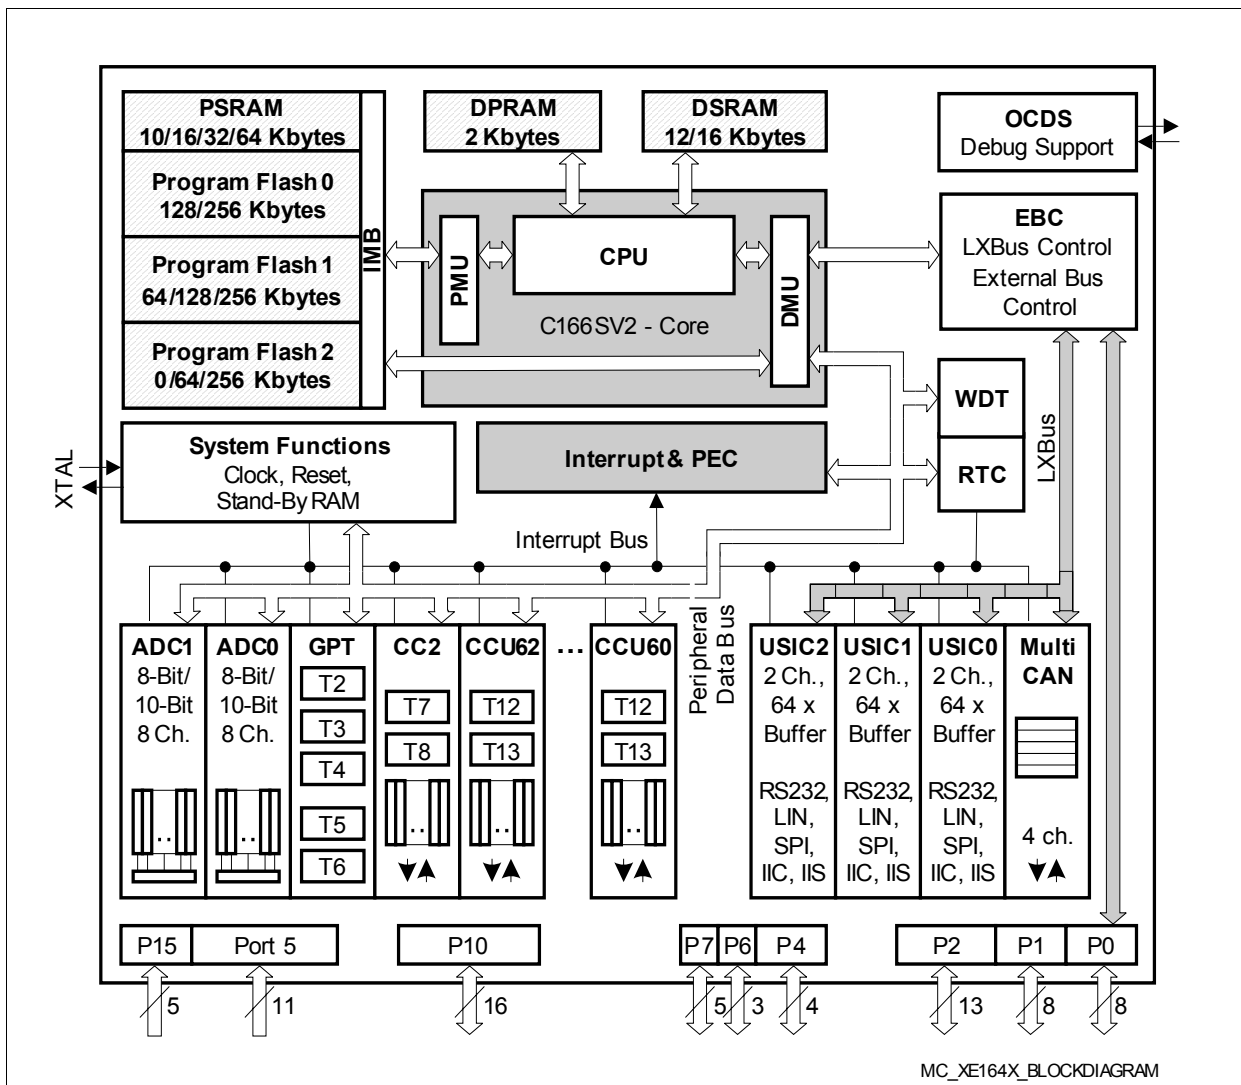 PSRAM
10/16/32/64 Kbytes
Program Flash 0
128/256 Kbytes
Program Flash 1
64/128/256 Kbytes
Program Flash 2
0/64/256 Kbytes
IMB
DPRAM
2 Kbytes
DSRAM
12/16 Kbytes
OCDS
Debug Support
PMU
CPU
DMU
C166SV2 - Core
EBC
LXBus Control
External Bus
Control
WDT
RTC
LXBus
XTAL
System Functions
Clock, Reset,
Stand-By RAM
Interrupt & PEC
Interrupt Bus
Peripheral
Data Bus
ADC1
8-Bit/
10-Bit
8 Ch.
ADC0
8-Bit/
10-Bit
8 Ch.
GPT
T2
T3
T4
T5
T6
CC2
T7
T8
CCU62
T12
T13
...
CCU60
T12
T13
USIC2
2 Ch.,
64 x
Buffer
RS232,
LIN,
SPI,
IIC, IIS
USIC1
2 Ch.,
64 x
Buffer
RS232,
LIN,
SPI,
IIC, IIS
USIC0
2 Ch.,
64 x
Buffer
RS232,
LIN,
SPI,
IIC, IIS
Multi
CAN
4 ch.
P15
Port 5
P10
P7
P6
P4
P2
P1
P0
5
11
16
5
3
4
13
8
8
MC_XE164X_BLOCKDIAGRAM